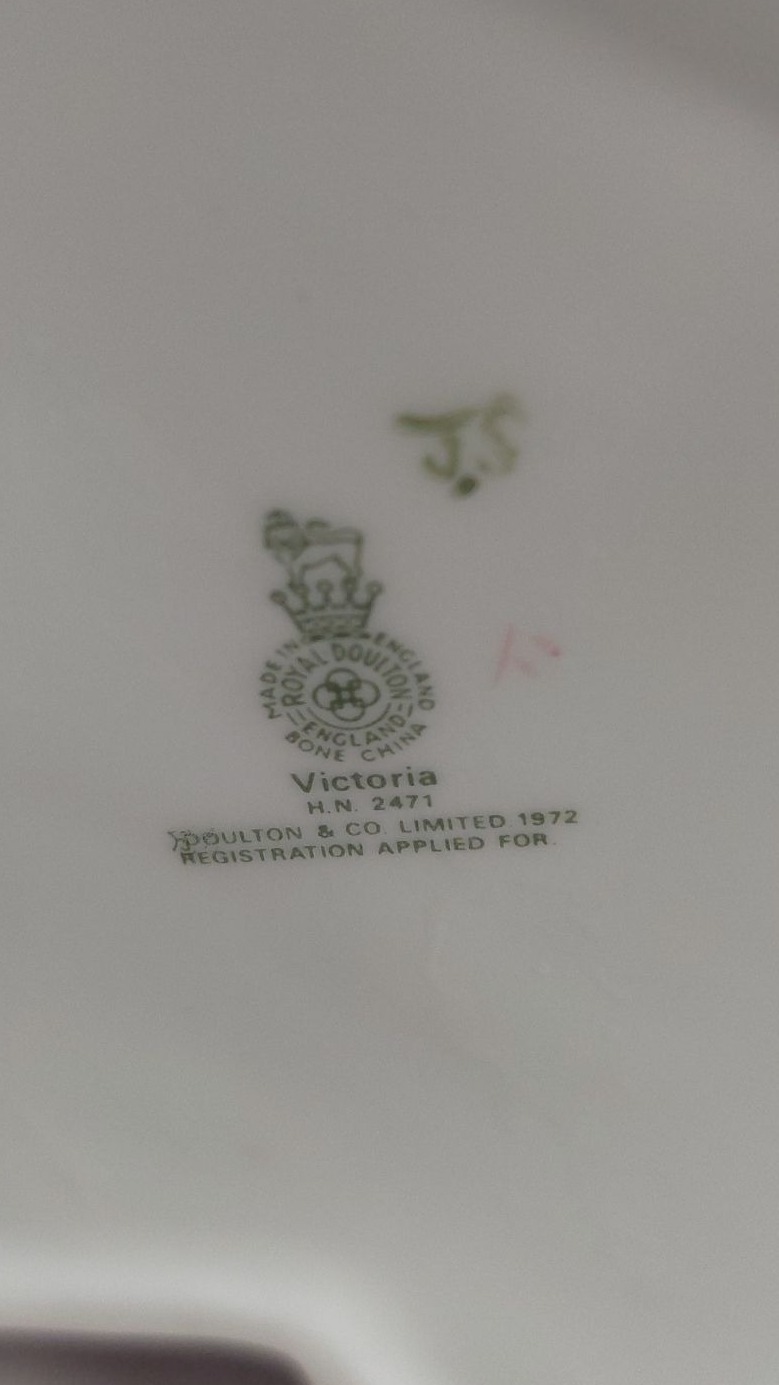 J.S
MADE IN ENGLAND
ROYAL DOULTON
ENGLAND
BONE CHINA
Victoria
H.N. 2471
DOULTON & CO. LIMITED 1972
REGISTRATION APPLIED FOR.